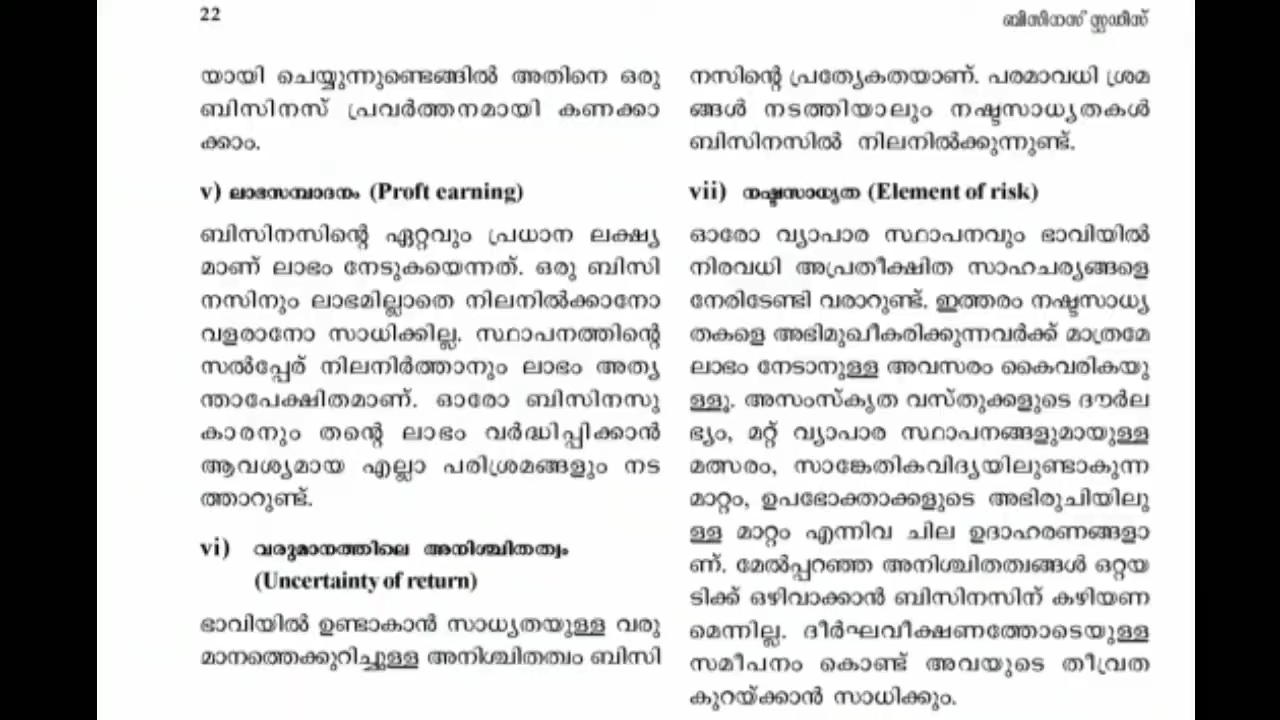 22
ബിസിനസ് സ്റ്റഡീസ്
യായി ചെയ്യുന്നുണ്ടെങ്ങിൽ അതിനെ ഒരു
ബിസിനസ് പ്രവർത്തനമായി കണക്കാ
ക്കാം.
v) ലാഭസമ്പാദനം (Proft earning)
ബിസിനസിന്റെ ഏറ്റവും പ്രധാന ലക്ഷ്യ
മാണ് ലാഭം നേടുകയെന്നത്. ഒരു ബിസി
നസിനും ലാഭമില്ലാതെ നിലനിൽക്കാനോ
വളരാനോ സാധിക്കില്ല. സ്ഥാപനത്തിന്റെ
സൽപ്പേര് നിലനിർത്താനും ലാഭം അത്യ
ന്താപേക്ഷിതമാണ്. ഓരോ ബിസിനസു
കാരനും തന്റെ ലാഭം വർദ്ധിപ്പിക്കാൻ
ആവശ്യമായ എല്ലാ പരിശ്രമങ്ങളും നട
ത്താറുണ്ട്.
vi) വരുമാനത്തിലെ അനിശ്ചിതത്വം
(Uncertainty of return)
ഭാവിയിൽ ഉണ്ടാകാൻ സാധ്യതയുള്ള വരു
മാനത്തെക്കുറിച്ചുള്ള അനിശ്ചിതത്വം ബിസി
നസിന്റെ പ്രത്യേകതയാണ്. പരമാവധി ശ്രമ
ങ്ങൾ നടത്തിയാലും നഷ്ടസാധ്യതകൾ
ബിസിനസിൽ നിലനിൽക്കുന്നുണ്ട്.
vii) നഷ്ടസാധ്യത (Element of risk)
ഓരോ വ്യാപാര സ്ഥാപനവും ഭാവിയിൽ
നിരവധി അപ്രതീക്ഷിത സാഹചര്യങ്ങളെ
നേരിടേണ്ടി വരാറുണ്ട്. ഇത്തരം നഷ്ടസാധ്യ
തകളെ അഭിമുഖീകരിക്കുന്നവർക്ക് മാത്രമേ
ലാഭം നേടാനുള്ള അവസരം കൈവരികയു
ള്ളൂ. അസംസ്കൃത വസ്തുക്കളുടെ ദൗർല
ഭ്യം, മറ്റ് വ്യാപാര സ്ഥാപനങ്ങളുമായുള്ള
മത്സരം, സാങ്കേതികവിദ്യയിലുണ്ടാകുന്ന
മാറ്റം, ഉപഭോക്താക്കളുടെ അഭിരുചിയിലു
ള്ള മാറ്റം എന്നിവ ചില ഉദാഹരണങ്ങളാ
ണ്. മേൽപ്പറഞ്ഞ അനിശ്ചിതത്വങ്ങൾ ഒറ്റയ
ടിക്ക് ഒഴിവാക്കാൻ ബിസിനസിന് കഴിയണ
മെന്നില്ല. ദീർഘവീക്ഷണത്തോടെയുള്ള
സമീപനം കൊണ്ട് അവയുടെ തീവ്രത
കുറയ്ക്കാൻ സാധിക്കും.